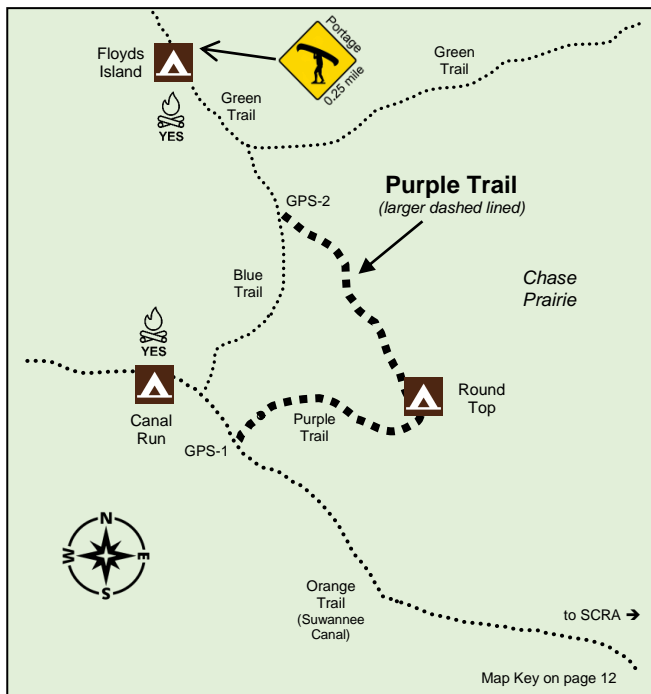 Floyds
Island
Portage
0.25 mile
YES
Green
Trail
Green
Trail
GPS-2
Purple Trail
(larger dashed lined)
Blue
Trail
Chase
Prairie
YES
Canal
Run
Round
Top
Purple
Trail
GPS-1
N
W
E
S
Orange
Trail
(Suwannee
Canal)
to SCRA →
Map Key on page 12